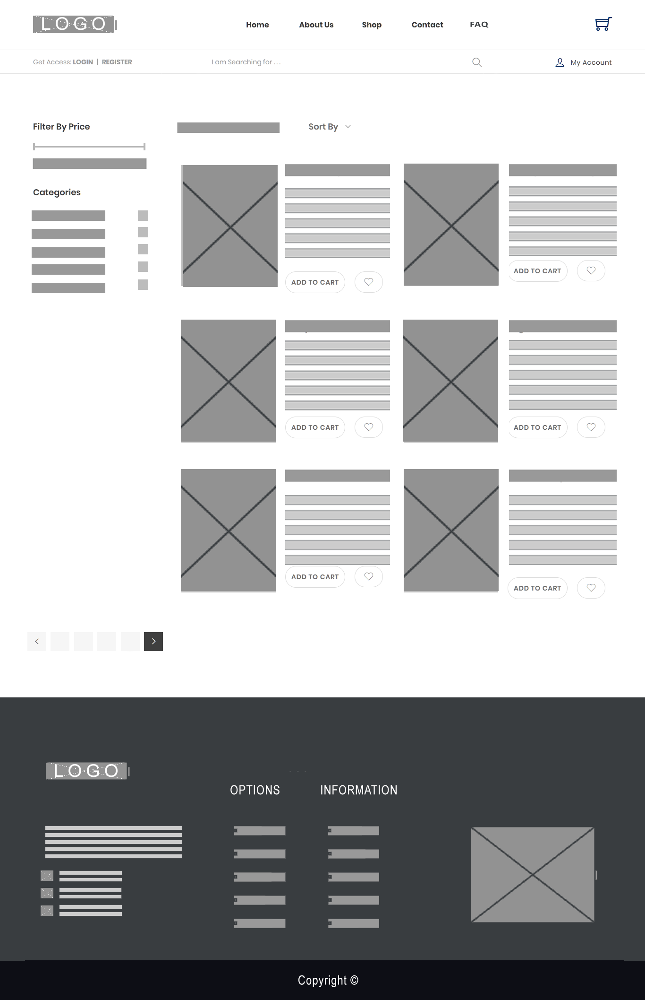 LOGO
Home About Us Shop Contact FAQ
Get Access: LOGIN | REGISTER
I am Searching for . . .
My Account
Filter By Price
Sort By
Categories
ADD TO CART
ADD TO CART
ADD TO CART
ADD TO CART
ADD TO CART
ADD TO CART
LOGO
OPTIONS
INFORMATION
Copyright ©